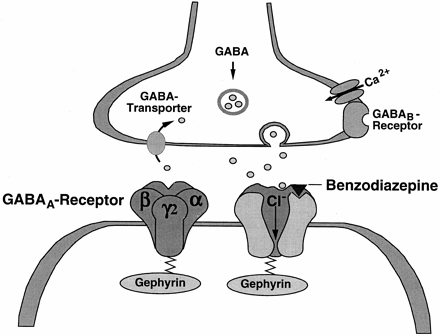 GABA
Ca2+
GABA-
Transporter
GABAB-
Receptor
GABAA-Receptor
β
γ2
α
Cl-
Benzodiazepine
Gephyrin
Gephyrin